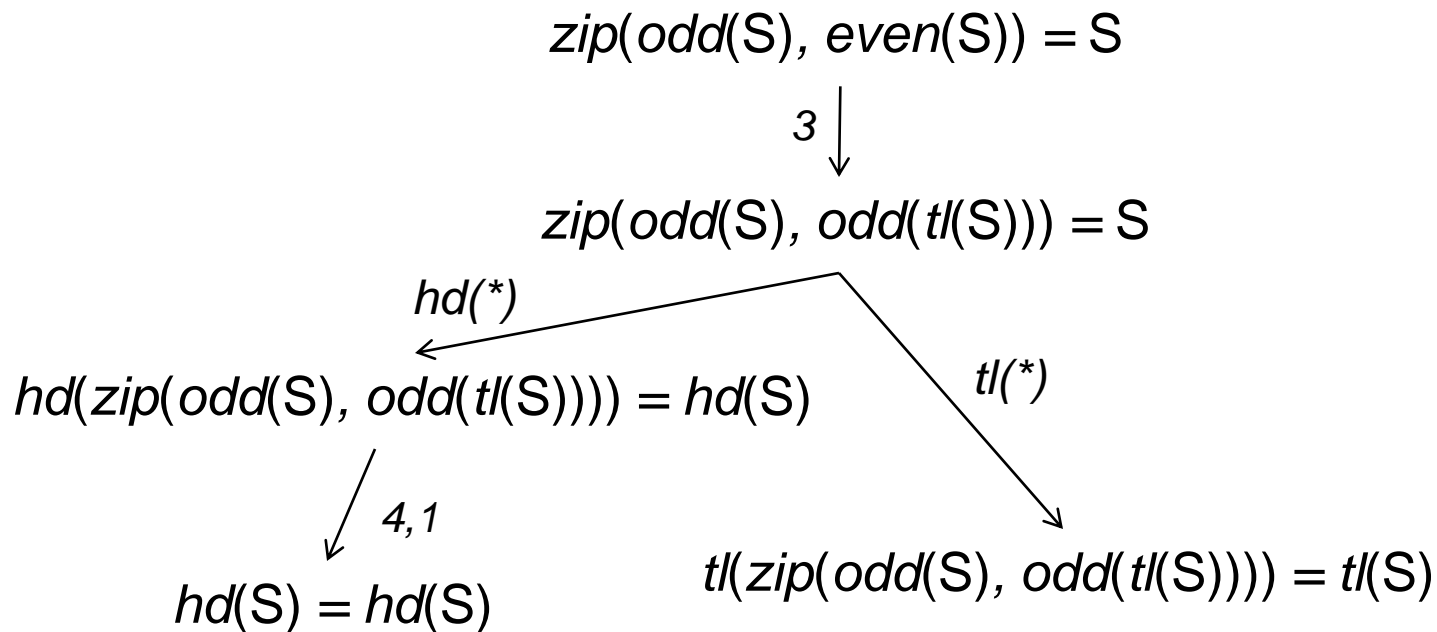 zip(odd(S), even(S)) = S
3
zip(odd(S), odd(tl(S))) = S
hd(*)
tl(*)
hd(zip(odd(S), odd(tl(S)))) = hd(S)
4,1
tl(zip(odd(S), odd(tl(S)))) = tl(S)
hd(S) = hd(S)